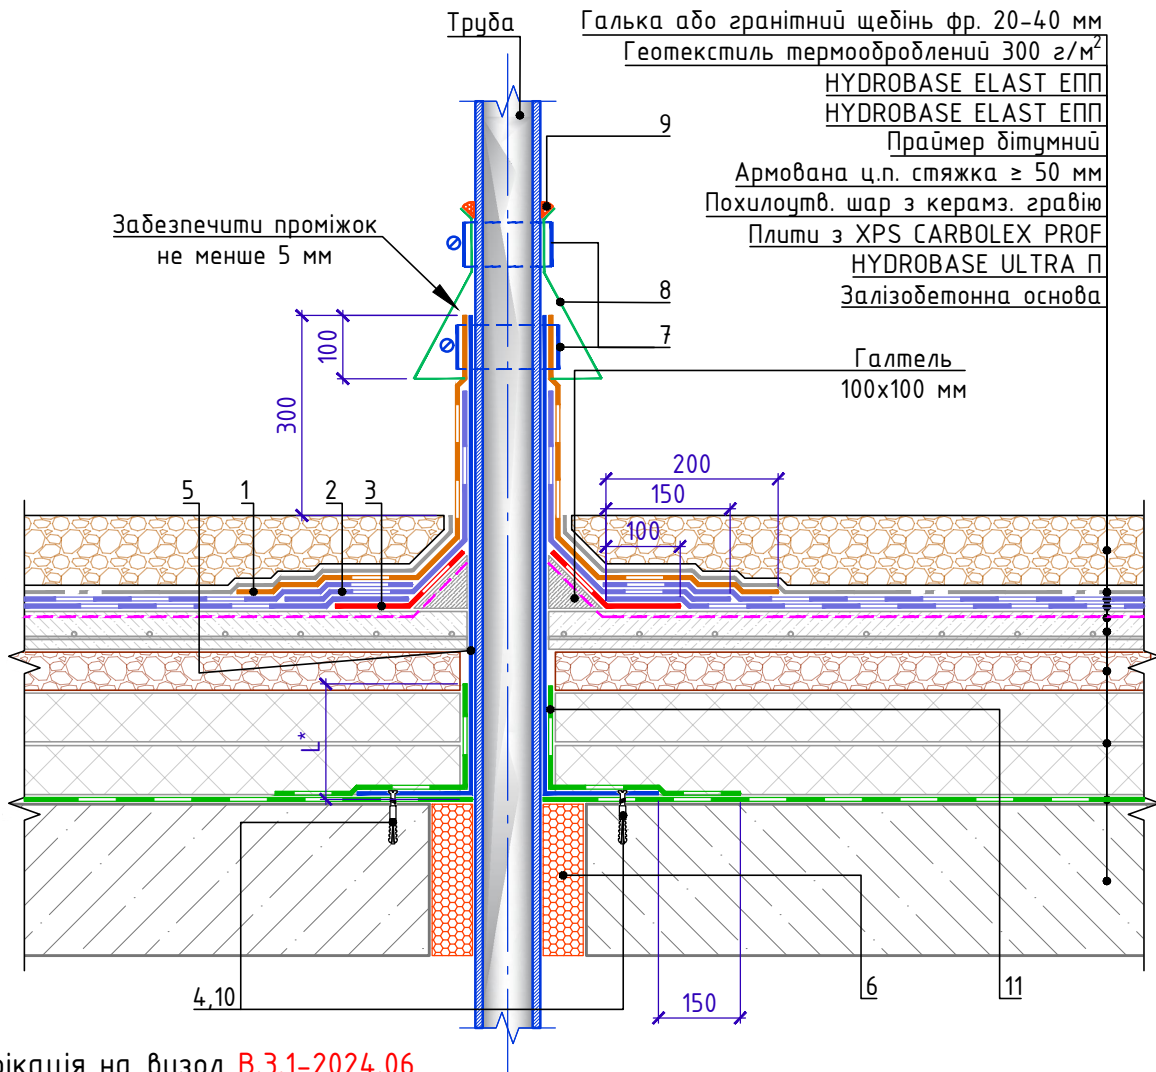 Труба
Галька або гранітний щебінь фр. 20-40 мм
Геотекстиль термооброблений 300 г/м²
HYDROBASE ELAST ЕПП
HYDROBASE ELAST ЕПП
Праймер бітумний
Армована ц.п. стяжка ≥ 50 мм
Похилоутв. шар з керамз. гравію
Плити з XPS CARBOLEX PROF
HYDROBASE ULTRA П
Залізобетонна основа
9
Забезпечити проміжок
не менше 5 мм
8
7
100
300
Галтель
100x100 мм
200
150
100
5
1
2
3
L*
4,10
150
6
11
В.3.1-2024.06
на вузол